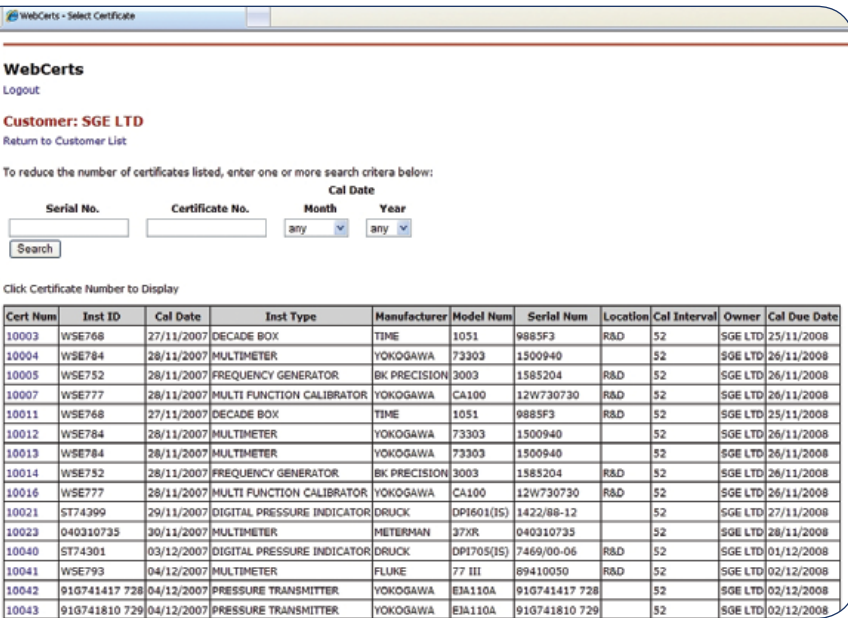 WebCerts - Select Certificate
WebCerts
Logout
Customer: SGE LTD
Return to Customer List
To reduce the number of certificates listed, enter one or more search critera below:
Cal Date
Serial No. Certificate No. Month Year
any any
Search
Click Certificate Number to Display
Cert Num Inst ID Cal Date Inst Type Manufacturer Model Num Serial Num Location Cal Interval Owner Cal Due Date
10003 WSE768 27/11/2007 DECADE BOX TIME 1051 9885F3 R&D 52 SGE LTD 25/11/2008
10004 WSE784 28/11/2007 MULTIMETER YOKOGAWA 73303 1500940 52 SGE LTD 26/11/2008
10005 WSE752 28/11/2007 FREQUENCY GENERATOR BK PRECISION 3003 1585204 R&D 52 SGE LTD 26/11/2008
10007 WSE777 28/11/2007 MULTI FUNCTION CALIBRATOR YOKOGAWA CA100 12W730730 R&D 52 SGE LTD 26/11/2008
10011 WSE768 27/11/2007 DECADE BOX TIME 1051 9885F3 R&D 52 SGE LTD 25/11/2008
10012 WSE784 28/11/2007 MULTIMETER YOKOGAWA 73303 1500940 52 SGE LTD 26/11/2008
10013 WSE784 28/11/2007 MULTIMETER YOKOGAWA 73303 1500940 52 SGE LTD 26/11/2008
10014 WSE752 28/11/2007 FREQUENCY GENERATOR BK PRECISION 3003 1585204 R&D 52 SGE LTD 26/11/2008
10016 WSE777 28/11/2007 MULTI FUNCTION CALIBRATOR YOKOGAWA CA100 12W730730 R&D 52 SGE LTD 26/11/2008
10021 ST74399 29/11/2007 DIGITAL PRESSURE INDICATOR DRUCK DPI601(IS) 1422/88-12 52 SGE LTD 27/11/2008
10023 040310735 30/11/2007 MULTIMETER METERMAN 37XR 040310735 52 SGE LTD 28/11/2008
10040 ST74301 03/12/2007 DIGITAL PRESSURE INDICATOR DRUCK DPI705(IS) 7469/00-06 R&D 52 SGE LTD 01/12/2008
10041 WSE793 04/12/2007 MULTIMETER FLUKE 77 III 89410050 R&D 52 SGE LTD 02/12/2008
10042 91G741417 728 04/12/2007 PRESSURE TRANSMITTER YOKOGAWA EJA110A 91G741417 728 52 SGE LTD 02/12/2008
10043 91G741810 729 04/12/2007 PRESSURE TRANSMITTER YOKOGAWA EJA110A 91G741810 729 52 SGE LTD 02/12/2008